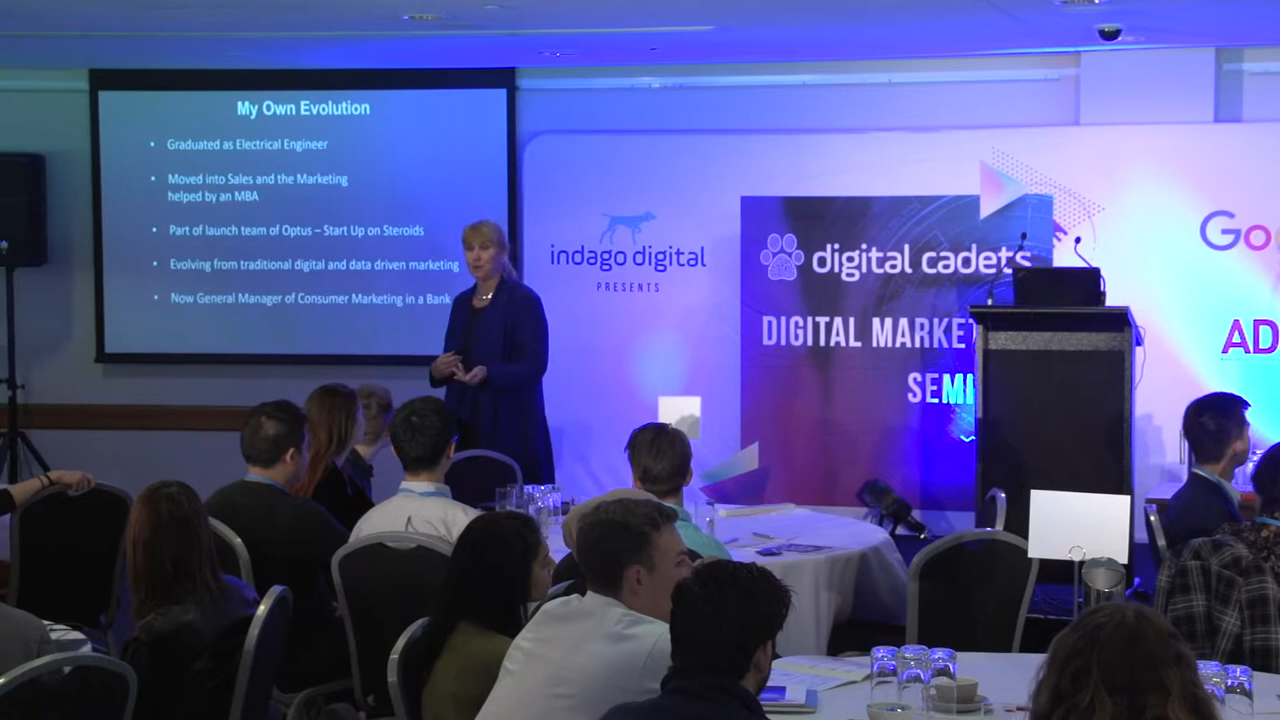 My Own Evolution
• Graduated as Electrical Engineer
• Moved into Sales and the Marketing
helped by an MBA
• Part of launch team of Optus – Start Up on Steroids
• Evolving from traditional digital and data driven marketing
• Now General Manager of Consumer Marketing in a Bank
indago digital
PRESENTS
digital cadets
DIGITAL MARKET
SEMI
Go
AD